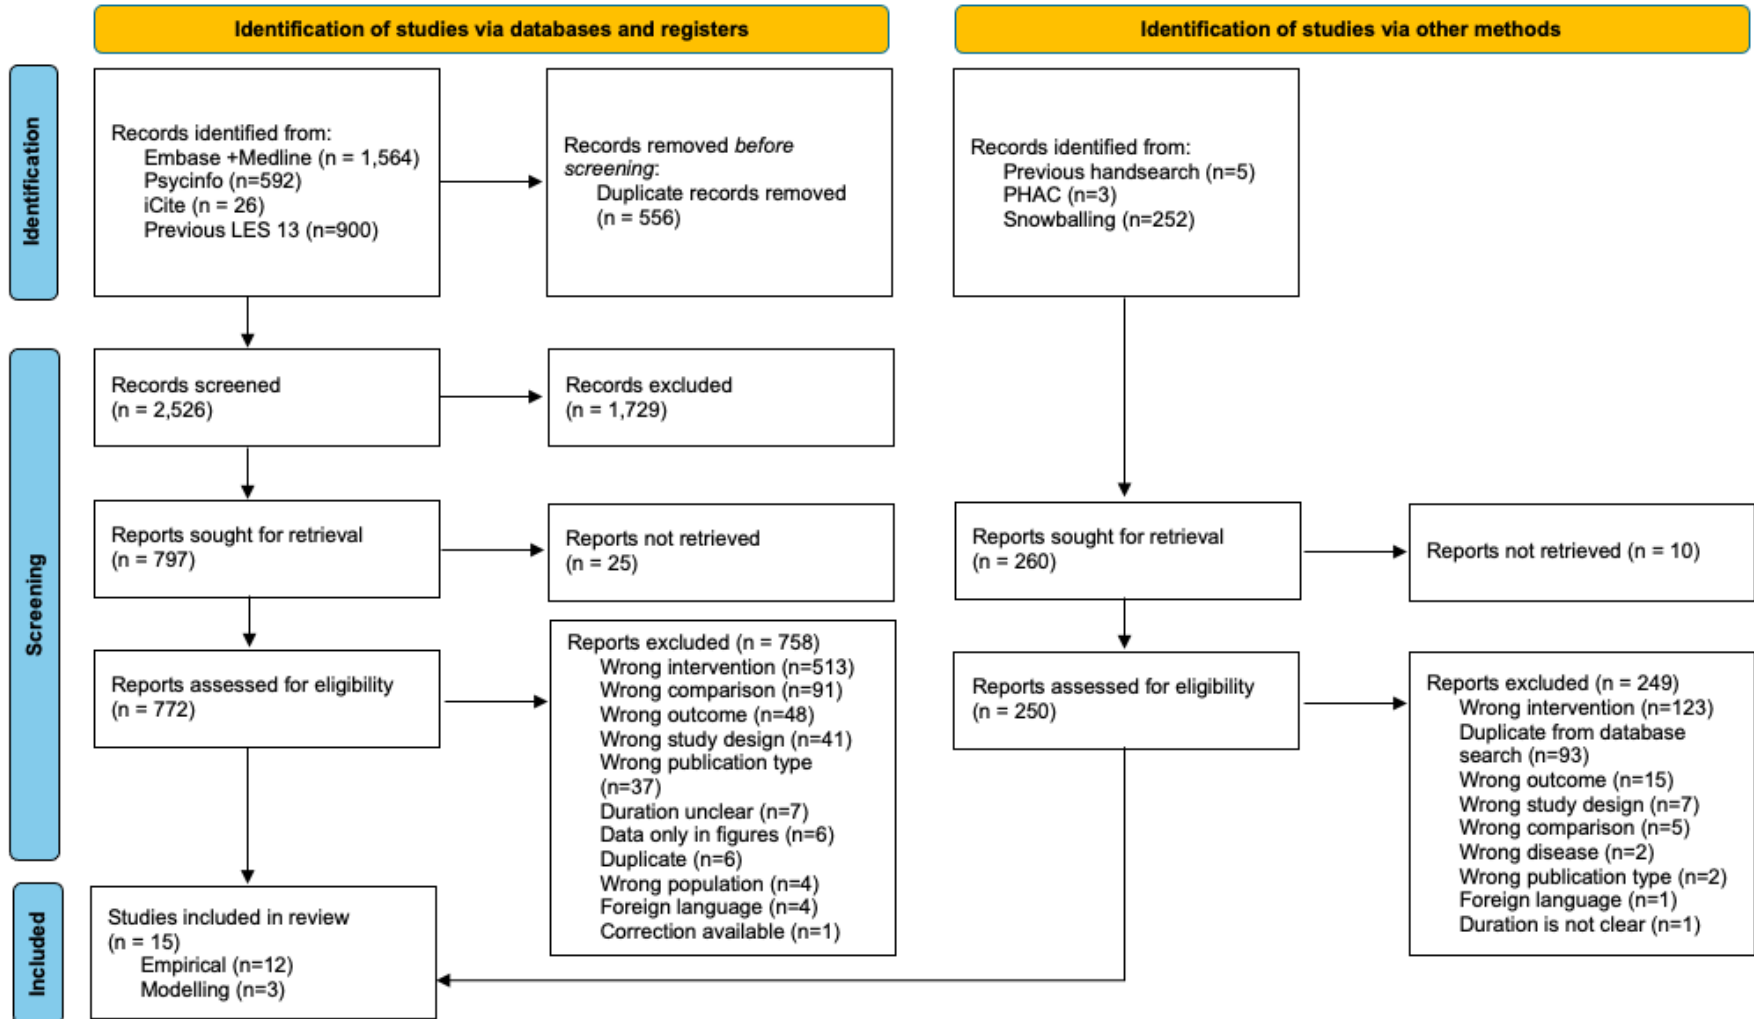 Identification of studies via databases and registers
Identification of studies via other methods
Identification
Records identified from:
Embase +Medline (n = 1,564)
Psycinfo (n=592)
iCite (n = 26)
Previous LES 13 (n=900)
Records removed before
screening:
Duplicate records removed
(n = 556)
Records identified from:
Previous handsearch (n=5)
PHAC (n=3)
Snowballing (n=252)
Screening
Records screened
(n = 2,526)
Records excluded
(n = 1,729)
Reports sought for retrieval
(n = 797)
Reports not retrieved
(n = 25)
Reports sought for retrieval
(n = 260)
Reports not retrieved (n = 10)
Reports assessed for eligibility
(n = 772)
Reports excluded (n = 758)
Wrong intervention (n=513)
Wrong comparison (n=91)
Wrong outcome (n=48)
Wrong study design (n=41)
Wrong publication type
(n=37)
Duration unclear (n=7)
Data only in figures (n=6)
Duplicate (n=6)
Wrong population (n=4)
Foreign language (n=4)
Correction available (n=1)
Reports assessed for eligibility
(n = 250)
Reports excluded (n = 249)
Wrong intervention (n=123)
Duplicate from database
search (n=93)
Wrong outcome (n=15)
Wrong study design (n=7)
Wrong comparison (n=5)
Wrong disease (n=2)
Wrong publication type (n=2)
Foreign language (n=1)
Duration is not clear (n=1)
Included
Studies included in review
(n = 15)
Empirical (n=12)
Modelling (n=3)